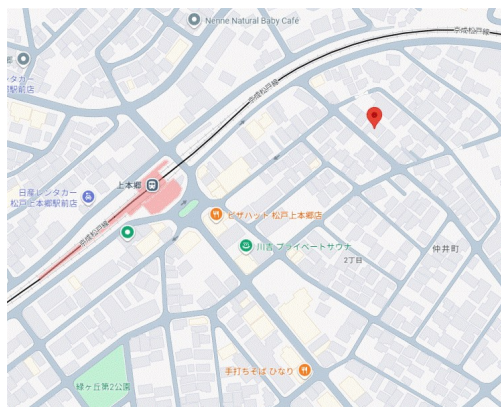 Nerine Natural Baby Cafe
京成松戸線
郷
ンタカー
駅前店
上本郷
日産レンタカー
松戸上本郷駅前店
ピザハット 松戸上本郷店
京成松戸線
川吉 プライベートサウナ
仲井町
2丁目
手打ちそば ひなり
緑ヶ丘第2公園
京成松戸線